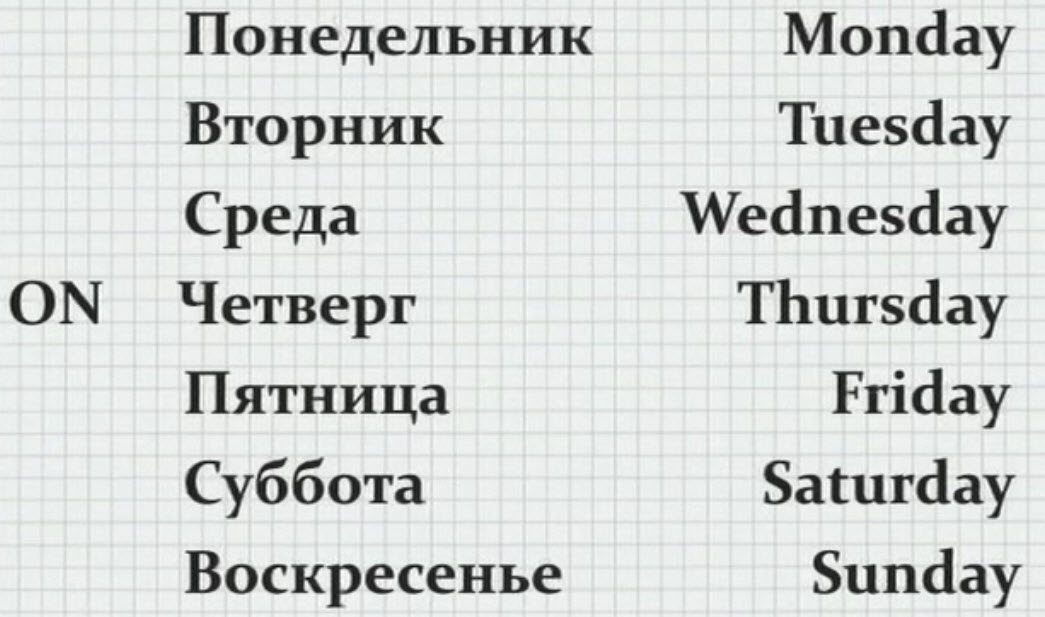 Понедельник Monday
Вторник Tuesday
Среда Wednesday
ON Четверг Thursday
Пятница Friday
Суббота Saturday
Воскресенье Sunday